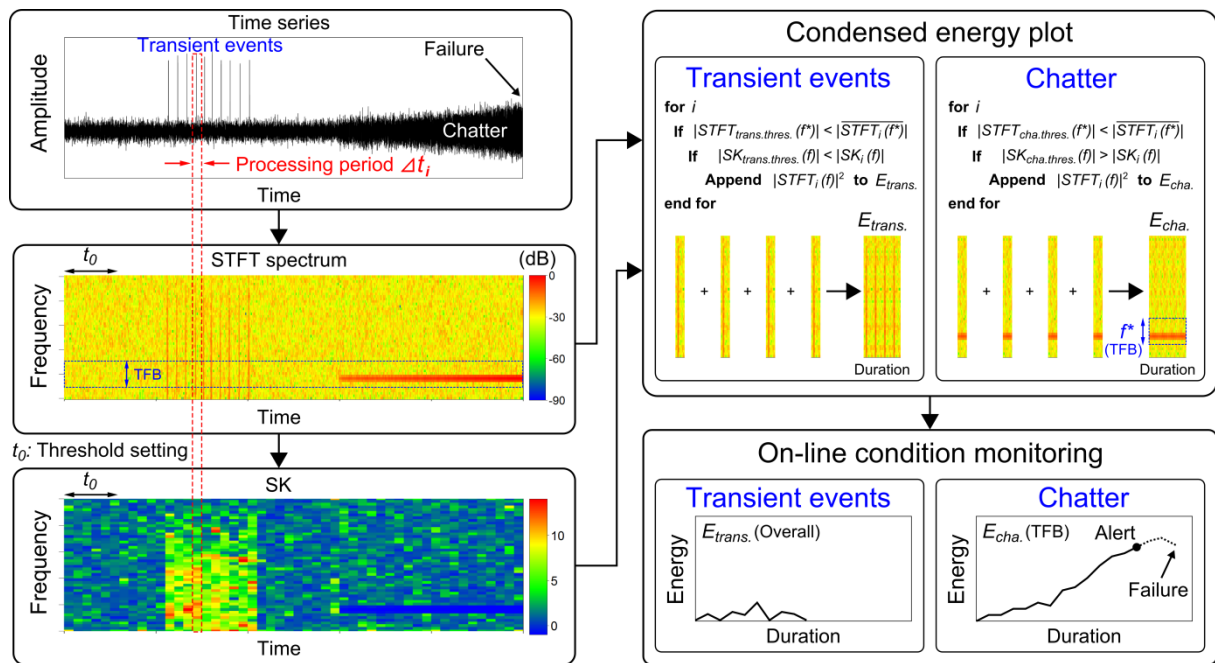 Time series
Transient events
Failure
Amplitude
Chatter
Processing period Δt_i
Time
t_0
STFT spectrum
(dB)
0
-30
-60
-90
Frequency
TFB
Time
t_0: Threshold setting
t_0
SK
10
5
0
Frequency
Time
Condensed energy plot
Transient events
for i
If |STFT_trans.thres. (f*)| < |\overline{STFT_i (f*)}|
If |SK_trans.thres. (f)| < |SK_i (f)|
Append |STFT_i (f)|² to E_trans.
end for
E_trans.
+ + +
Duration
Chatter
for i
If |STFT_cha.thres. (f*)| < |\overline{STFT_i (f*)}|
If |SK_cha.thres. (f)| > |SK_i (f)|
Append |STFT_i (f)|² to E_cha.
end for
E_cha.
+ + +
f*
(TFB)
Duration
On-line condition monitoring
Transient events
E_trans. (Overall)
Energy
Duration
Chatter
E_cha. (TFB)
Alert
Failure
Energy
Duration